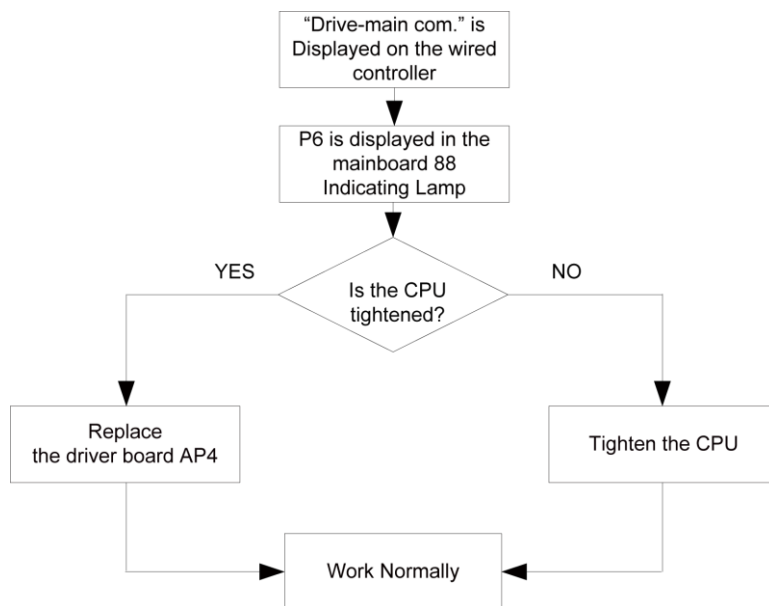 “Drive-main com.” is
Displayed on the wired
controller
P6 is displayed in the
mainboard 88
Indicating Lamp
YES
NO
Is the CPU
tightened?
Replace
the driver board AP4
Tighten the CPU
Work Normally